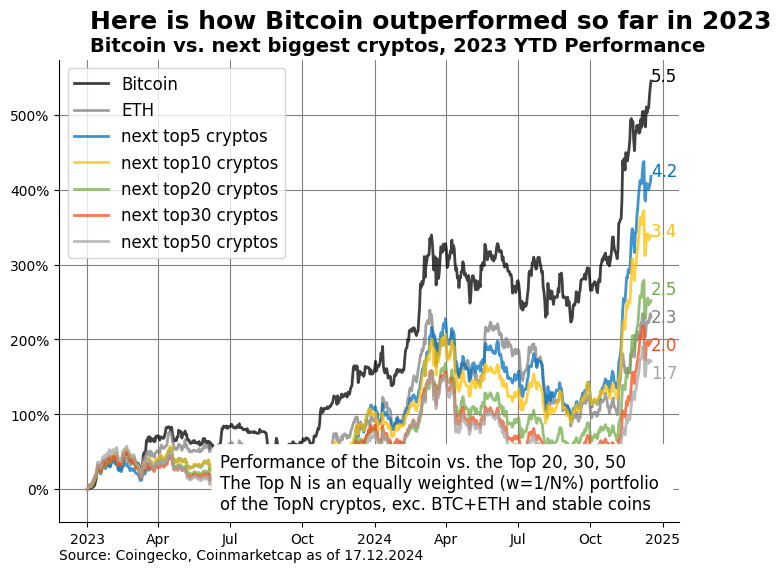 Here is how Bitcoin outperformed so far in 2023
Bitcoin vs. next biggest cryptos, 2023 YTD Performance
Bitcoin
ETH
next top5 cryptos
next top10 cryptos
next top20 cryptos
next top30 cryptos
next top50 cryptos
500%
400%
300%
200%
100%
0%
5.5
4.2
3.4
2.5
2.3
2.0
1.7
Performance of the Bitcoin vs. the Top 20, 30, 50
The Top N is an equally weighted (w=1/N%) portfolio
of the TopN cryptos, exc. BTC+ETH and stable coins
2023 Apr Jul Oct 2024 Apr Jul Oct 2025
Source: Coingecko, Coinmarketcap as of 17.12.2024